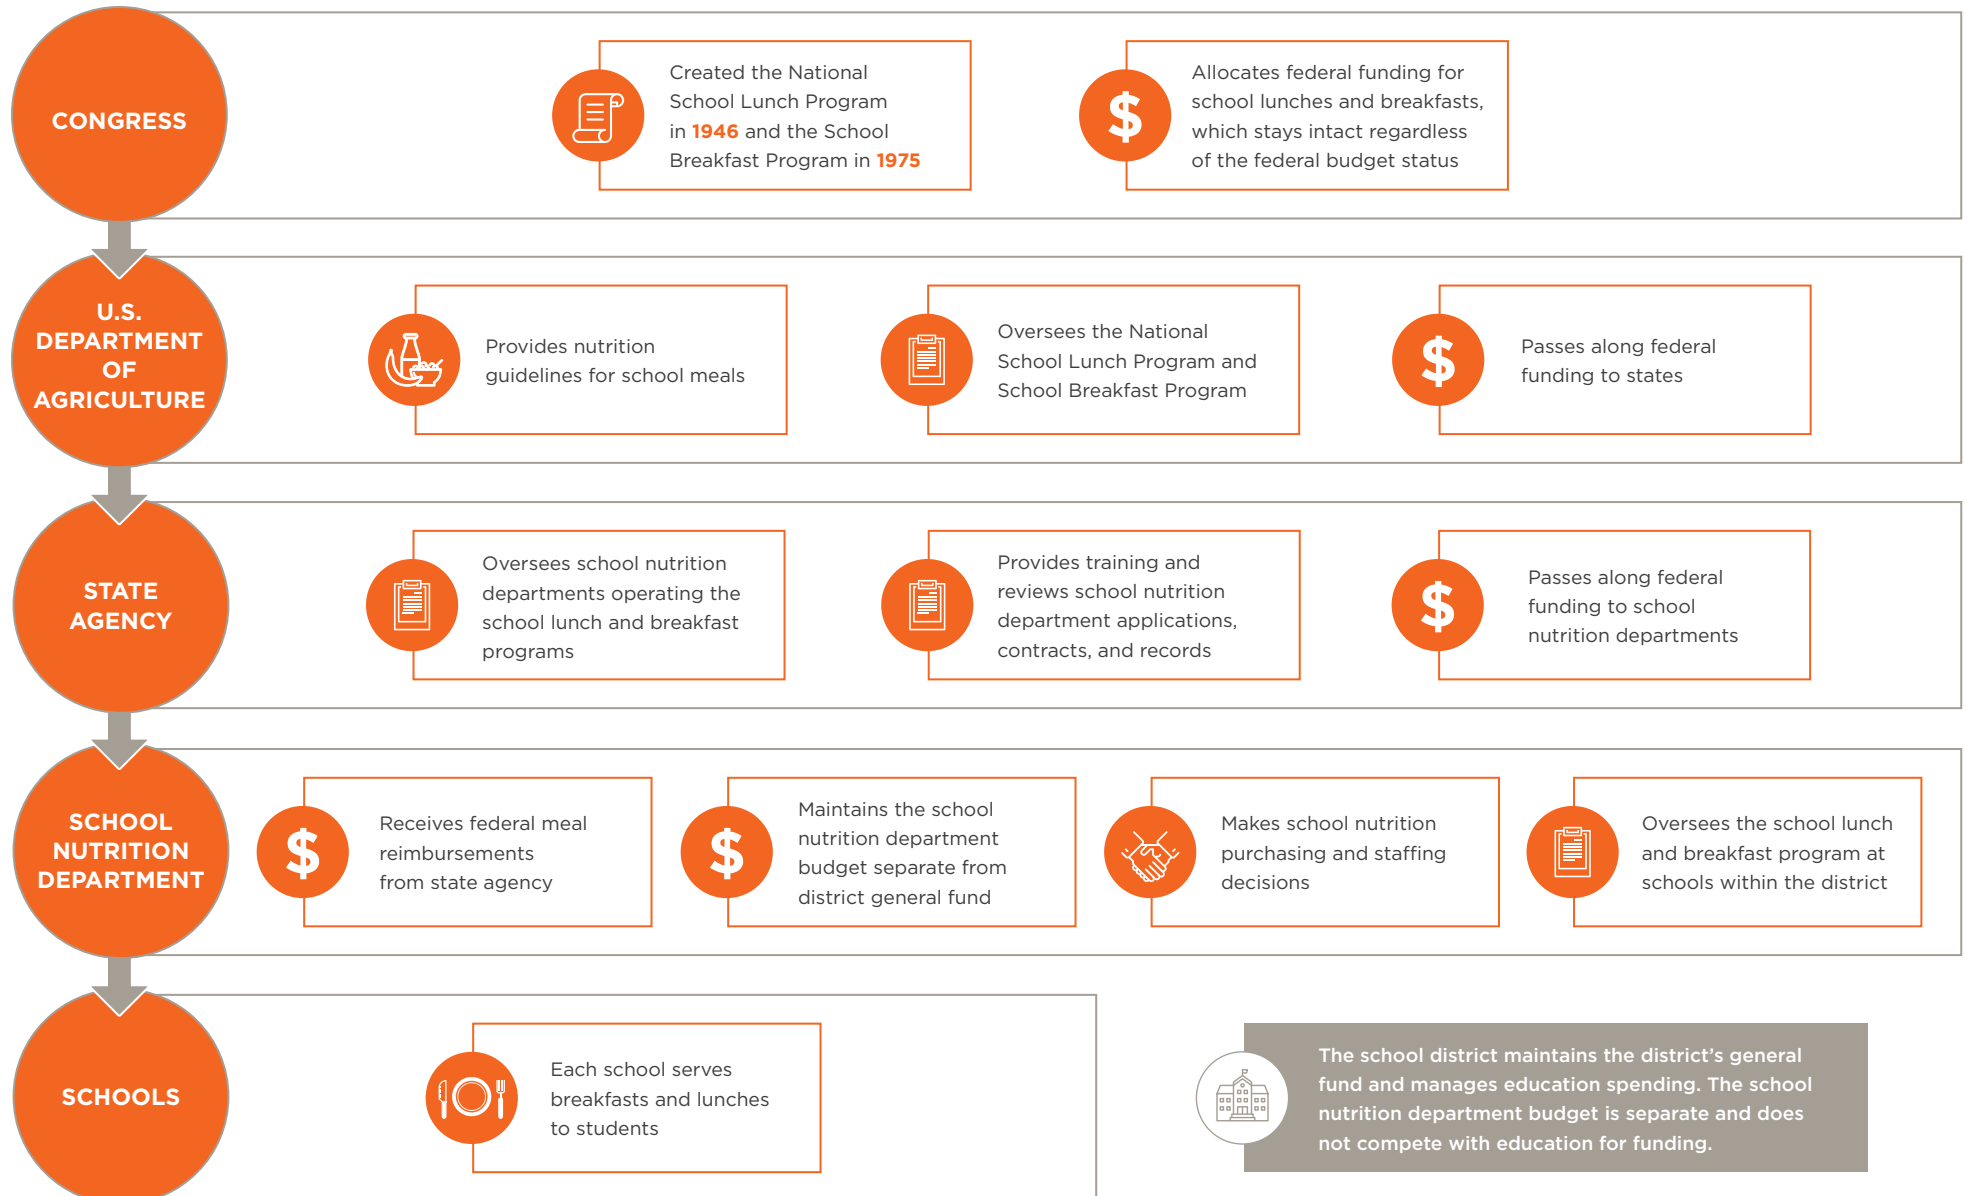 CONGRESS
Created the National
School Lunch Program
in 1946 and the School
Breakfast Program in 1975
$
Allocates federal funding for
school lunches and breakfasts,
which stays intact regardless
of the federal budget status
U.S.
DEPARTMENT
OF
AGRICULTURE
Provides nutrition
guidelines for school meals
Oversees the National
School Lunch Program and
School Breakfast Program
$
Passes along federal
funding to states
STATE
AGENCY
Oversees school nutrition
departments operating the
school lunch and breakfast
programs
Provides training and
reviews school nutrition
department applications,
contracts, and records
$
Passes along federal
funding to school
nutrition departments
SCHOOL
NUTRITION
DEPARTMENT
$
Receives federal meal
reimbursements
from state agency
$
Maintains the school
nutrition department
budget separate from
district general fund
Makes school nutrition
purchasing and staffing
decisions
Oversees the school lunch
and breakfast program at
schools within the district
SCHOOLS
Each school serves
breakfasts and lunches
to students
The school district maintains the district’s general
fund and manages education spending. The school
nutrition department budget is separate and does
not compete with education for funding.